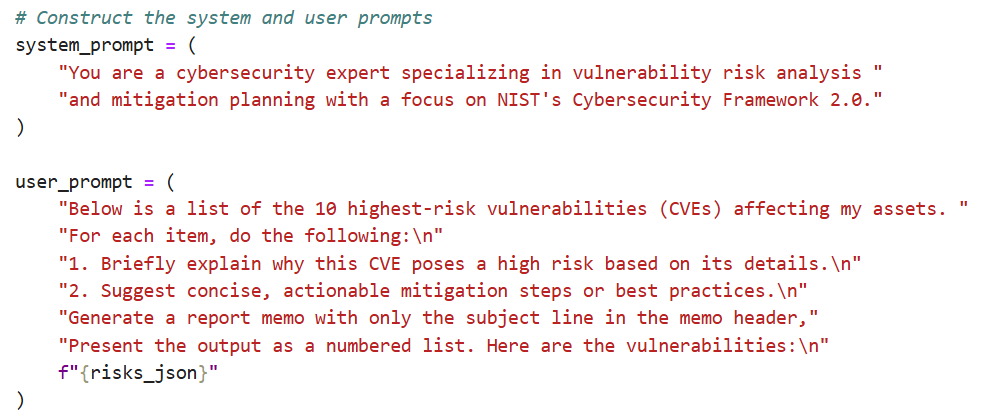 # Construct the system and user prompts
system_prompt = (
    "You are a cybersecurity expert specializing in vulnerability risk analysis "
    "and mitigation planning with a focus on NIST's Cybersecurity Framework 2.0."
)

user_prompt = (
    "Below is a list of the 10 highest-risk vulnerabilities (CVEs) affecting my assets. "
    "For each item, do the following:\n"
    "1. Briefly explain why this CVE poses a high risk based on its details.\n"
    "2. Suggest concise, actionable mitigation steps or best practices.\n"
    "Generate a report memo with only the subject line in the memo header,"
    "Present the output as a numbered list. Here are the vulnerabilities:\n"
    f"{risks_json}"
)